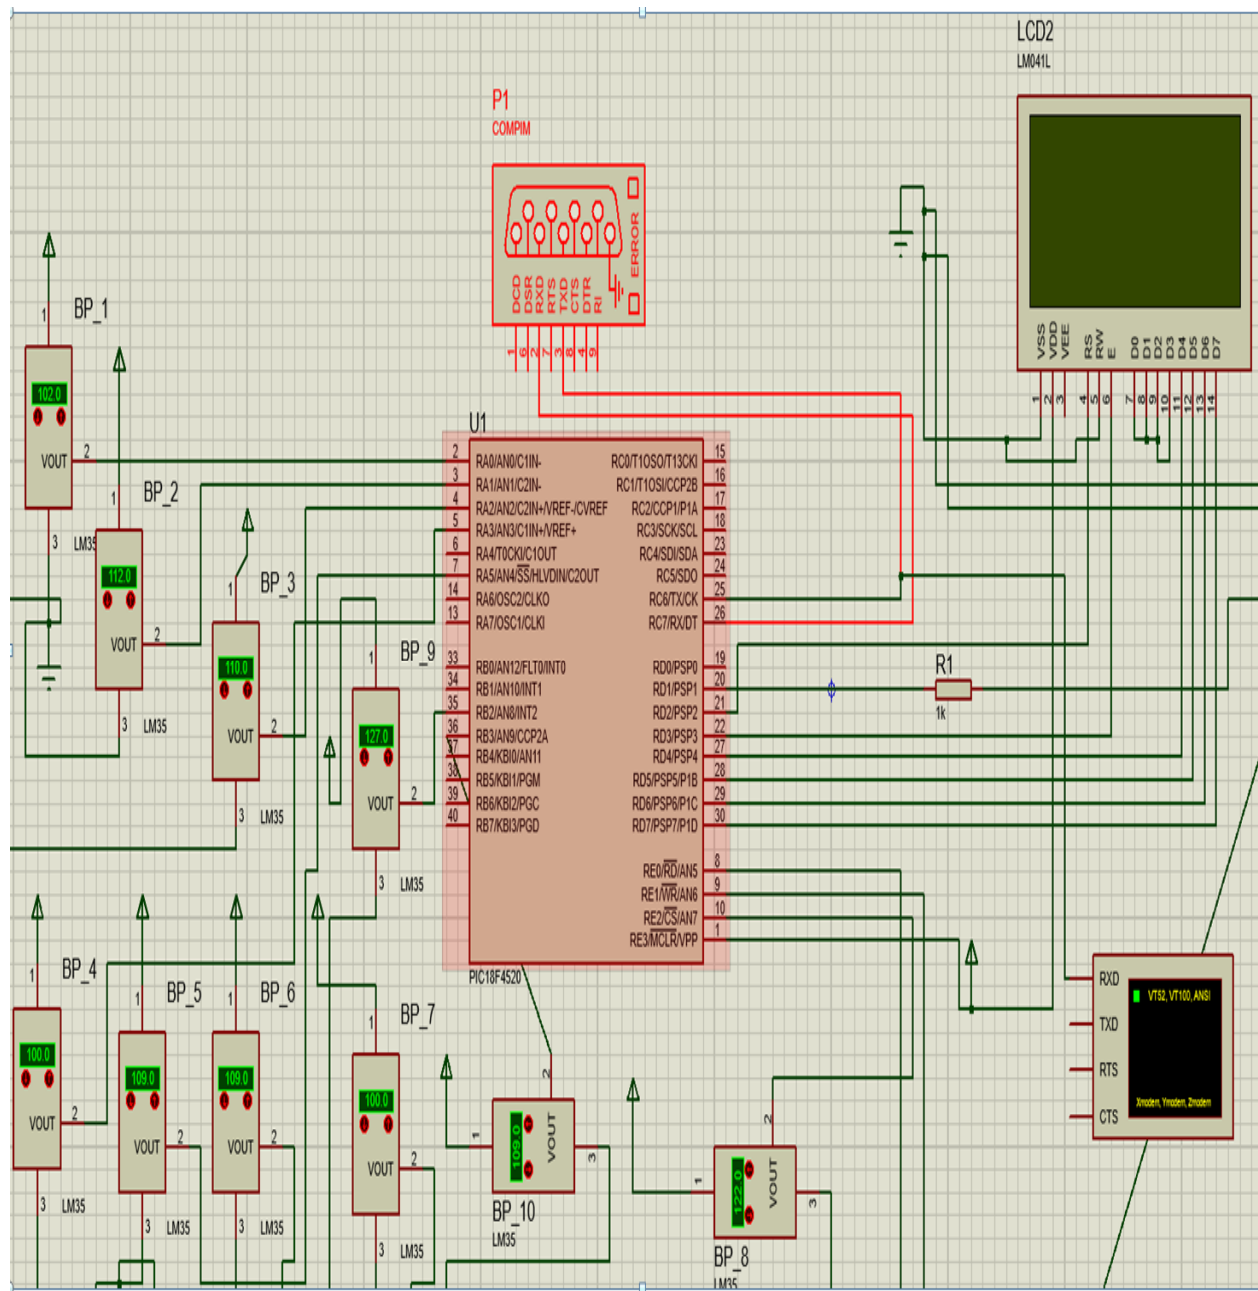 LCD2
LM041L
P1
COMPIM
ERROR
DCD
DSR
RXD
RTS
TXD
CTS
DTR
RI
1
6
2
7
3
8
4
9
VSS
VDD
VEE
RS
RW
E
D0
D1
D2
D3
D4
D5
D6
D7
1
2
3
4
5
6
7
8
9
10
11
12
13
14
BP_1
1
102.0
VOUT
2
3
LM35
BP_2
1
112.0
VOUT
2
3
LM35
BP_3
1
110.0
VOUT
2
3
LM35
BP_9
1
127.0
VOUT
2
3
LM35
U1
2 RA0/AN0/C1IN-
3 RA1/AN1/C2IN-
4 RA2/AN2/C2IN+/VREF-/CVREF
5 RA3/AN3/C1IN+/VREF+
6 RA4/T0CKI/C1OUT
7 RA5/AN4/SS/HLVDIN/C2OUT
14 RA6/OSC2/CLKO
13 RA7/OSC1/CLKI
33 RB0/AN12/FLT0/INT0
34 RB1/AN10/INT1
35 RB2/AN8/INT2
36 RB3/AN9/CCP2A
37 RB4/KBI0/AN11
38 RB5/KBI1/PGM
39 RB6/KBI2/PGC
40 RB7/KBI3/PGD
RC0/T1OSO/T13CKI 15
RC1/T1OSI/CCP2B 16
RC2/CCP1/P1A 17
RC3/SCK/SCL 18
RC4/SDI/SDA 23
RC5/SDO 24
RC6/TX/CK 25
RC7/RX/DT 26
RD0/PSP0 19
RD1/PSP1 20
RD2/PSP2 21
RD3/PSP3 22
RD4/PSP4 27
RD5/PSP5/P1B 28
RD6/PSP6/P1C 29
RD7/PSP7/P1D 30
RE0/RD/AN5 8
RE1/WR/AN6 9
RE2/CS/AN7 10
RE3/MCLR/VPP 1
PIC18F4520
R1
1k
BP_4
1
100.0
VOUT
2
3
LM35
BP_5
1
109.0
VOUT
2
3
LM35
BP_6
1
109.0
VOUT
2
3
LM35
BP_7
1
100.0
VOUT
2
3
LM35
2
1
109.0
VOUT
3
BP_10
LM35
2
1
122.0
VOUT
3
BP_8
LM35
RXD
TXD
RTS
CTS
VT52, VT100, ANSI
Xmodem, Ymodem, Zmodem